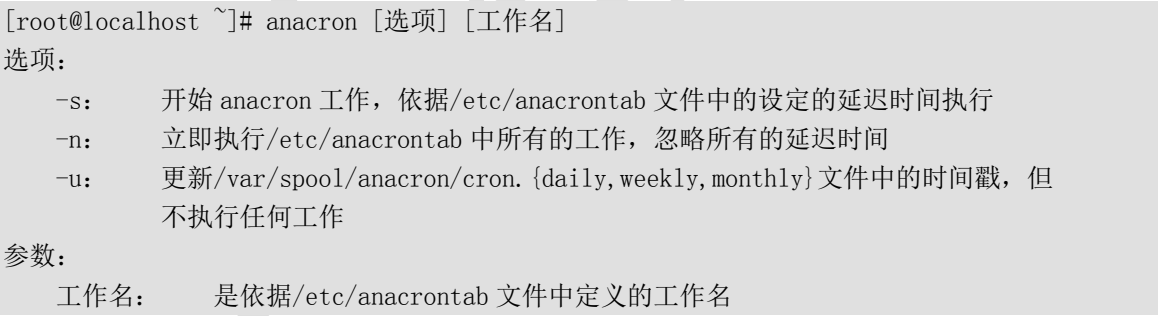 [root@localhost ~]# anacron [选项] [工作名]
选项：
-s： 开始 anacron 工作，依据/etc/anacrontab 文件中的设定的延迟时间执行
-n： 立即执行/etc/anacrontab 中所有的工作，忽略所有的延迟时间
-u： 更新/var/spool/anacron/cron.{daily,weekly,monthly}文件中的时间戳，但
不执行任何工作
参数：
工作名： 是依据/etc/anacrontab 文件中定义的工作名